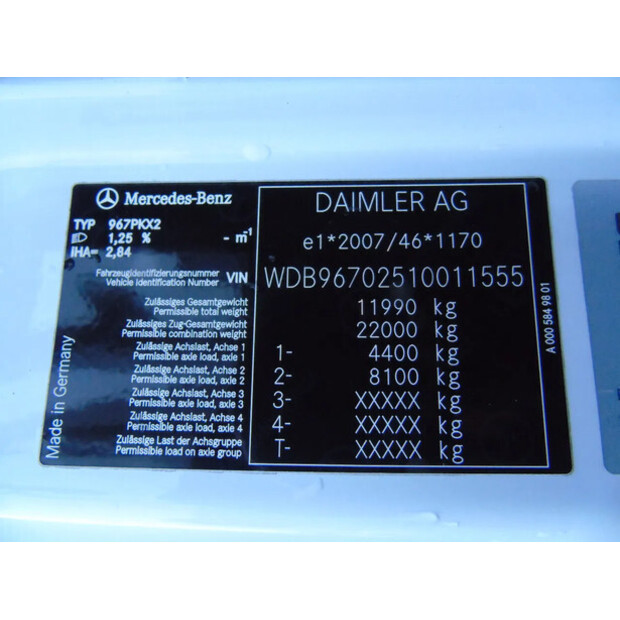 Mercedes-Benz
TYP 967PKX2
1,25 % - m⁻¹
IHA= 2,84
Fahrzeugidentifizierungsnummer
Vehicle Identification Number VIN
Zulässiges Gesamtgewicht
Permissible total weight
Zulässiges Zug-Gesamtgewicht
Permissible combination weight
Zulässige Achslast, Achse 1
Permissible axle load, axle 1
Zulässige Achslast, Achse 2
Permissible axle load, axle 2
Zulässige Achslast, Achse 3
Permissible axle load, axle 3
Zulässige Achslast, Achse 4
Permissible axle load, axle 4
Zulässige Last der Achsgruppe
Permissible load on axle group
Made in Germany
DAIMLER AG
e1*2007/46*1170
WDB96702510011555
11990 kg
22000 kg
1- 4400 kg
2- 8100 kg
3- XXXXX kg
4- XXXXX kg
T- XXXXX kg
A 000 584 98 01